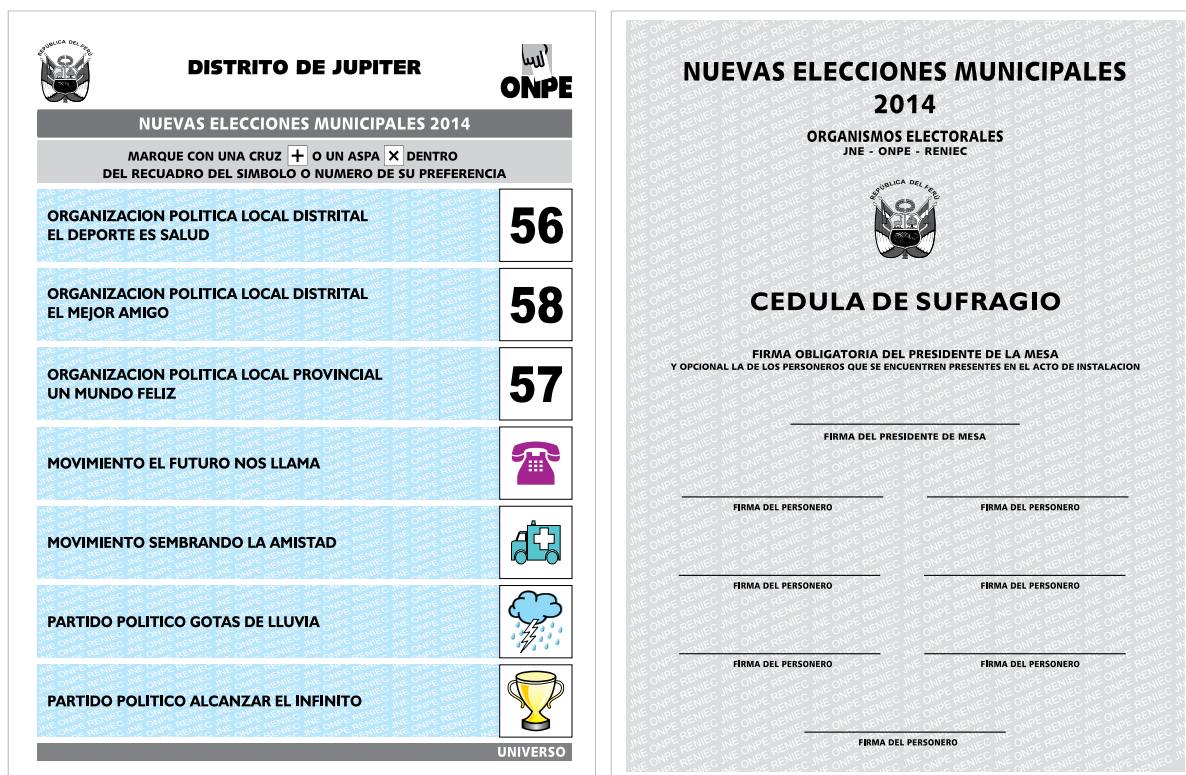 REPÚBLICA DEL PERÚ
DISTRITO DE JUPITER
ONPE
NUEVAS ELECCIONES MUNICIPALES 2014
MARQUE CON UNA CRUZ + O UN ASPA X DENTRO
DEL RECUADRO DEL SIMBOLO O NUMERO DE SU PREFERENCIA
ORGANIZACION POLITICA LOCAL DISTRITAL
EL DEPORTE ES SALUD
56
ORGANIZACION POLITICA LOCAL DISTRITAL
EL MEJOR AMIGO
58
ORGANIZACION POLITICA LOCAL PROVINCIAL
UN MUNDO FELIZ
57
MOVIMIENTO EL FUTURO NOS LLAMA
MOVIMIENTO SEMBRANDO LA AMISTAD
PARTIDO POLITICO GOTAS DE LLUVIA
PARTIDO POLITICO ALCANZAR EL INFINITO
UNIVERSO
NUEVAS ELECCIONES MUNICIPALES
2014
ORGANISMOS ELECTORALES
JNE - ONPE - RENIEC
REPÚBLICA DEL PERÚ
CEDULA DE SUFRAGIO
FIRMA OBLIGATORIA DEL PRESIDENTE DE LA MESA
Y OPCIONAL LA DE LOS PERSONEROS QUE SE ENCUENTREN PRESENTES EN EL ACTO DE INSTALACION
FIRMA DEL PRESIDENTE DE MESA
FIRMA DEL PERSONERO
FIRMA DEL PERSONERO
FIRMA DEL PERSONERO
FIRMA DEL PERSONERO
FIRMA DEL PERSONERO
FIRMA DEL PERSONERO
FIRMA DEL PERSONERO